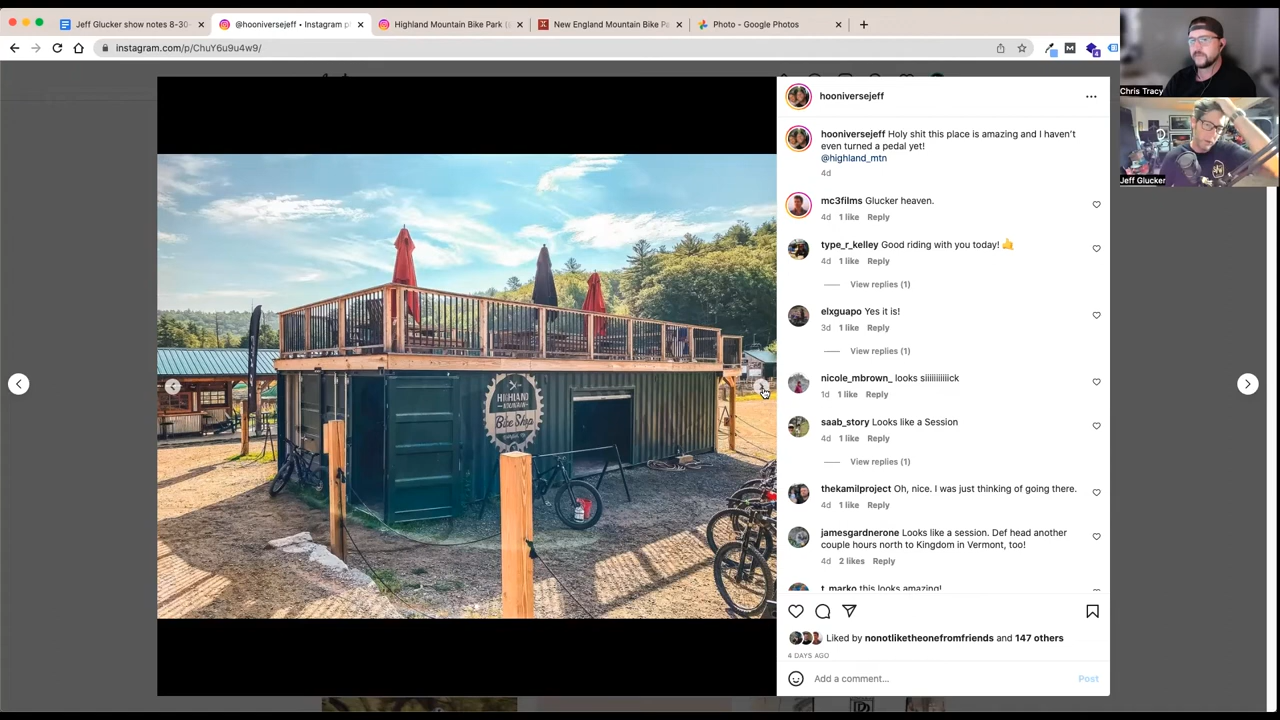 Jeff Glucker show notes 8-30-
@hooniversejeff • Instagram p
Highland Mountain Bike Park (
New England Mountain Bike Pa
Photo - Google Photos
instagram.com/p/ChuY6u9u4w9/
Chris Tracy
Jeff Glucker
hooniversejeff
hooniversejeff Holy shit this place is amazing and I haven't
even turned a pedal yet!
@highland_mtn
4d
mc3films Glucker heaven.
4d 1 like Reply
type_r_kelley Good riding with you today! 🤙
4d 1 like Reply
View replies (1)
elxguapo Yes it is!
3d 1 like Reply
View replies (1)
nicole_mbrown_ looks siiiiiiiiiick
1d 1 like Reply
saab_story Looks like a Session
4d 1 like Reply
View replies (1)
thekamilproject Oh, nice. I was just thinking of going there.
4d 1 like Reply
jamesgardnerone Looks like a session. Def head another
couple hours north to Kingdom in Vermont, too!
4d 2 likes Reply
t_marko this looks amazing!
Liked by nonotliketheonefromfriends and 147 others
4 DAYS AGO
Add a comment...
Post
HIGHLAND
MOUNTAIN
Bike Shop